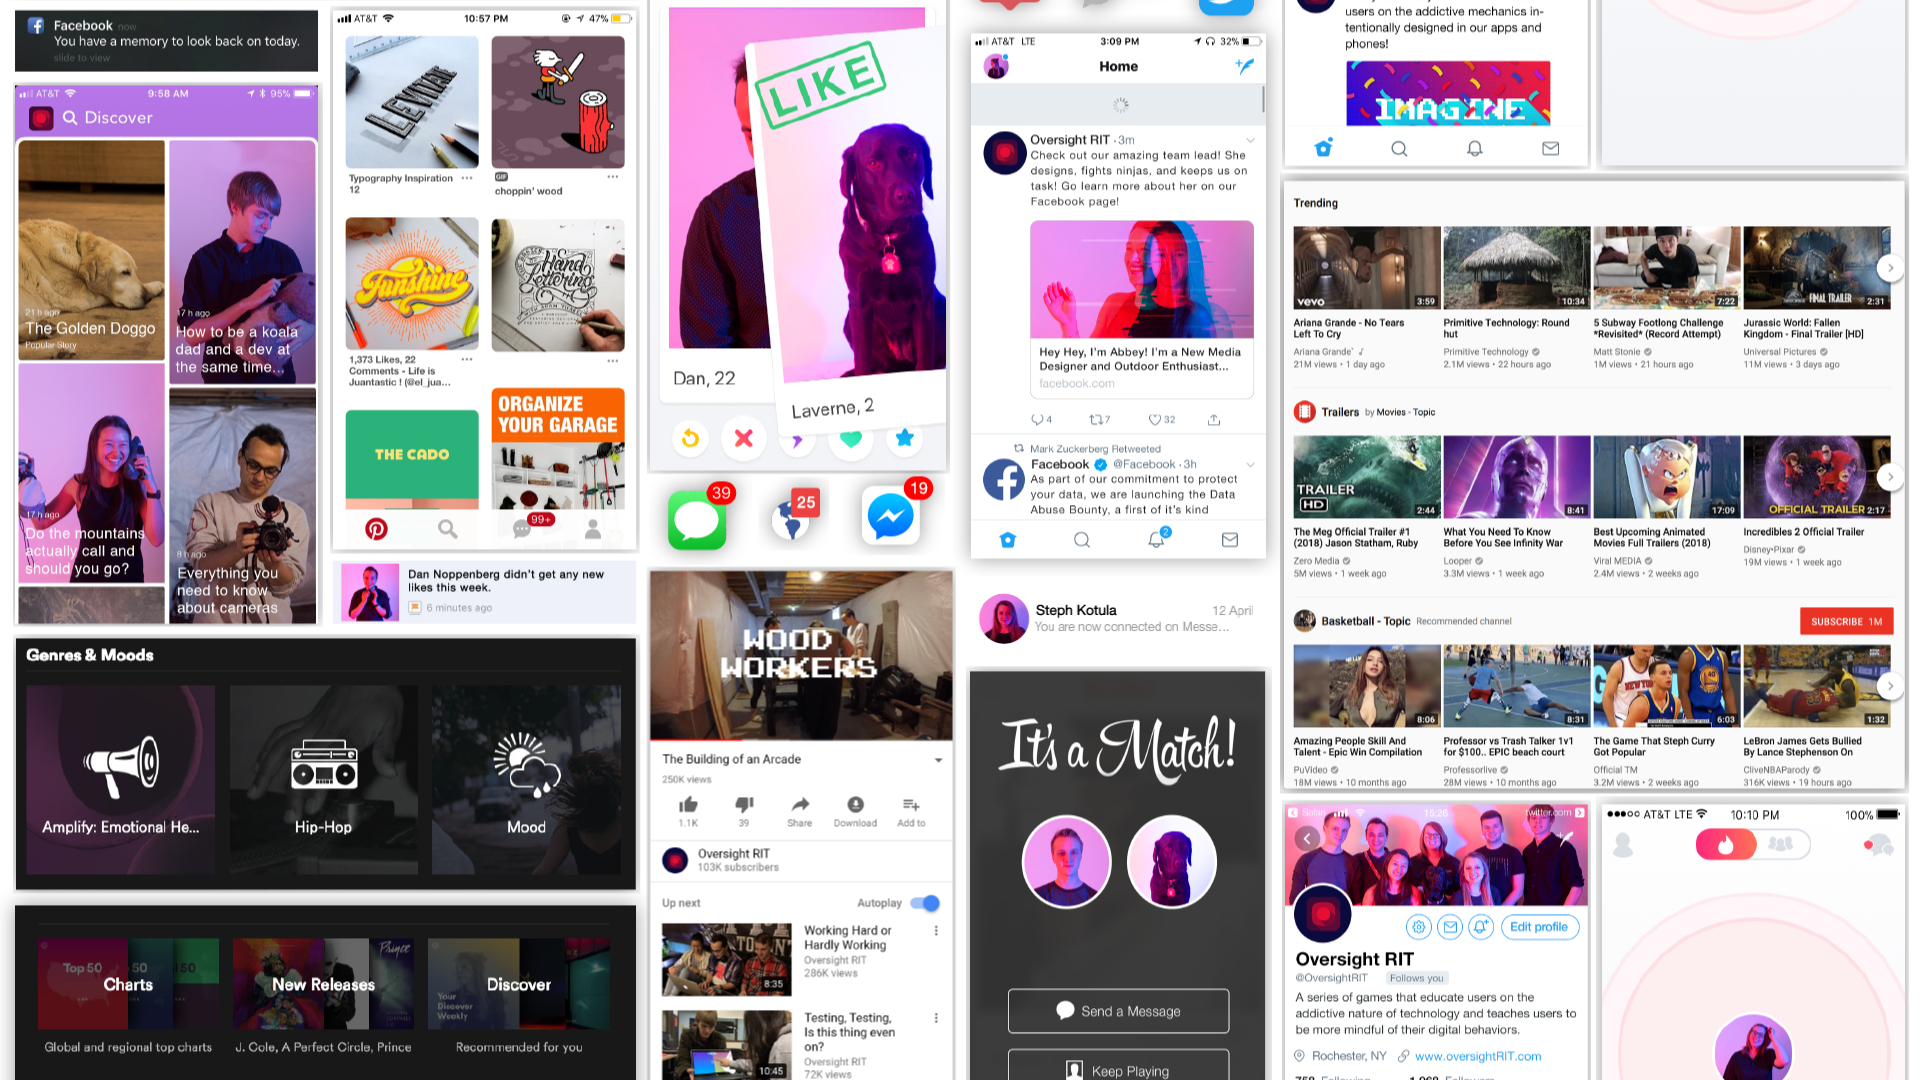 Facebook now
You have a memory to look back on today.
slide to view
AT&T
9:58 AM
95%
Discover
21 h ago
The Golden Doggo
Popular Story
17 h ago
How to be a koala
dad and a dev at
the same time...
17 h ago
Do the mountains
actually call and
should you go?
8 h ago
Everything you
need to know
about cameras
Genres & Moods
Amplify: Emotional He...
Hip-Hop
Mood
Top 50
50
50
Charts
Global and regional top charts
Prince
New Releases
J. Cole, A Perfect Circle, Prince
Your
Discover
Weekly
Discover
Recommended for you
AT&T
10:57 PM
47%
Typography Inspiration
12
GIF
choppin' wood
Funshine
1,373 Likes, 22
Comments - Life is
Juantastic ! (@el_jua...
Hand
Lettering
THE CADO
ORGANIZE
YOUR GARAGE
99+
Dan Noppenberg didn't get any new
likes this week.
6 minutes ago
LIKE
Dan, 22
Laverne, 2
39
25
19
WOOD
WORKERS
The Building of an Arcade
250K views
1.1K
39
Share
Download
Add to
Oversight RIT
103K subscribers
Up next
Autoplay
Working Hard or
Hardly Working
Oversight RIT
286K views
8:35
Testing, Testing,
Is this thing even
on?
Oversight RIT
72K views
10:45
AT&T LTE
3:09 PM
32%
Home
Oversight RIT · 3m
Check out our amazing team lead! She
designs, fights ninjas, and keeps us on
task! Go learn more about her on our
Facebook page!
Hey Hey, I'm Abbey! I'm a New Media
Designer and Outdoor Enthusiast...
facebook.com
4
7
32
Mark Zuckerberg Retweeted
Facebook @Facebook · 3h
As part of our commitment to protect
your data, we are launching the Data
Abuse Bounty, a first of it's kind
2
Steph Kotula
12 April
You are now connected on Messe...
It's a Match!
Send a Message
Keep Playing
users on the addictive mechanics in-
tentionally designed in our apps and
phones!
IMAGINE
Trending
vevo
3:59
Ariana Grande - No Tears
Left To Cry
Ariana Grande
21M views • 1 day ago
10:34
Primitive Technology: Round
hut
Primitive Technology
2.1M views • 22 hours ago
7:22
5 Subway Footlong Challenge
*Revisited* (Record Attempt)
Matt Stonie
1M views • 21 hours ago
FINAL TRAILER
2:31
Jurassic World: Fallen
Kingdom - Final Trailer [HD]
Universal Pictures
11M views • 3 days ago
Trailers by Movies - Topic
TRAILER
HD
2:44
The Meg Official Trailer #1
(2018) Jason Statham, Ruby
Zero Media
5M views • 1 week ago
8:41
What You Need To Know
Before You See Infinity War
Looper
3.3M views • 1 week ago
17:09
Best Upcoming Animated
Movies Full Trailers (2018)
Viral MEDIA
2.4M views • 2 weeks ago
OFFICIAL TRAILER
2:17
Incredibles 2 Official Trailer
Disney•Pixar
19M views • 1 week ago
Basketball - Topic Recommended channel
SUBSCRIBE 1M
8:06
Amazing People Skill And
Talent - Epic Win Compilation
PuVideo
18M views • 10 months ago
8:31
Professor vs Trash Talker 1v1
for $100.. EPIC beach court
Professorlive
28M views • 10 months ago
NEW YORK
6:03
The Game That Steph Curry
Got Popular
Official TM
3.2M views • 2 weeks ago
1:32
LeBron James Gets Bullied
By Lance Stephenson On
CliveNBAParody
316K views • 19 hours ago
Safari
15:26
twitter.com
Edit profile
Oversight RIT
@OversightRIT Follows you
A series of games that educate users on the
addictive nature of technology and teaches users to
be more mindful of their digital behaviors.
Rochester, NY www.oversightRIT.com
AT&T LTE
10:10 PM
100%